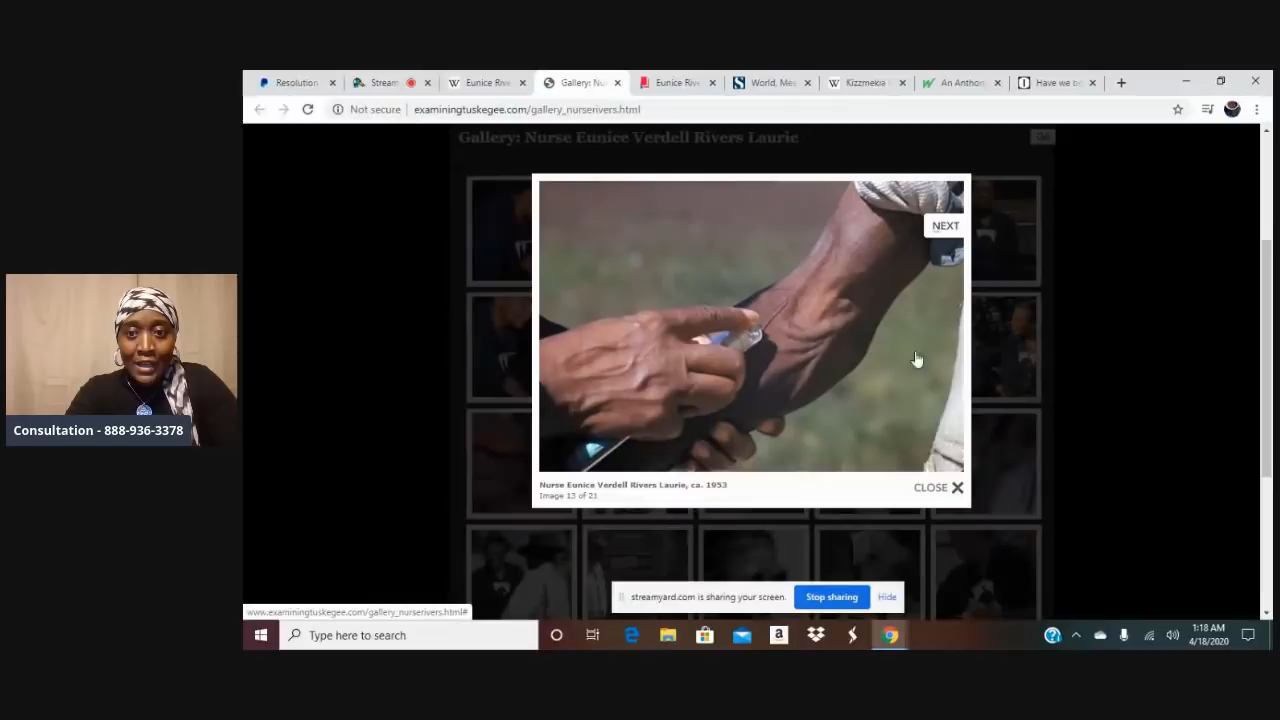 Resolution
Stream
Eunice Rive
Gallery: Nu
Eunice Rive
World, Me
Kizzmekia
An Anthon
Have we b
Not secure
examiningtuskegee.com/gallery_nurserivers.html
Gallery: Nurse Eunice Verdell Rivers Laurie
NEXT
Nurse Eunice Verdell Rivers Laurie, ca. 1953
Image 13 of 21
CLOSE
Consultation - 888-936-3378
streamyard.com is sharing your screen.
Stop sharing
Hide
www.examiningtuskegee.com/gallery_nurserivers.html#
Type here to search
1:18 AM
4/18/2020